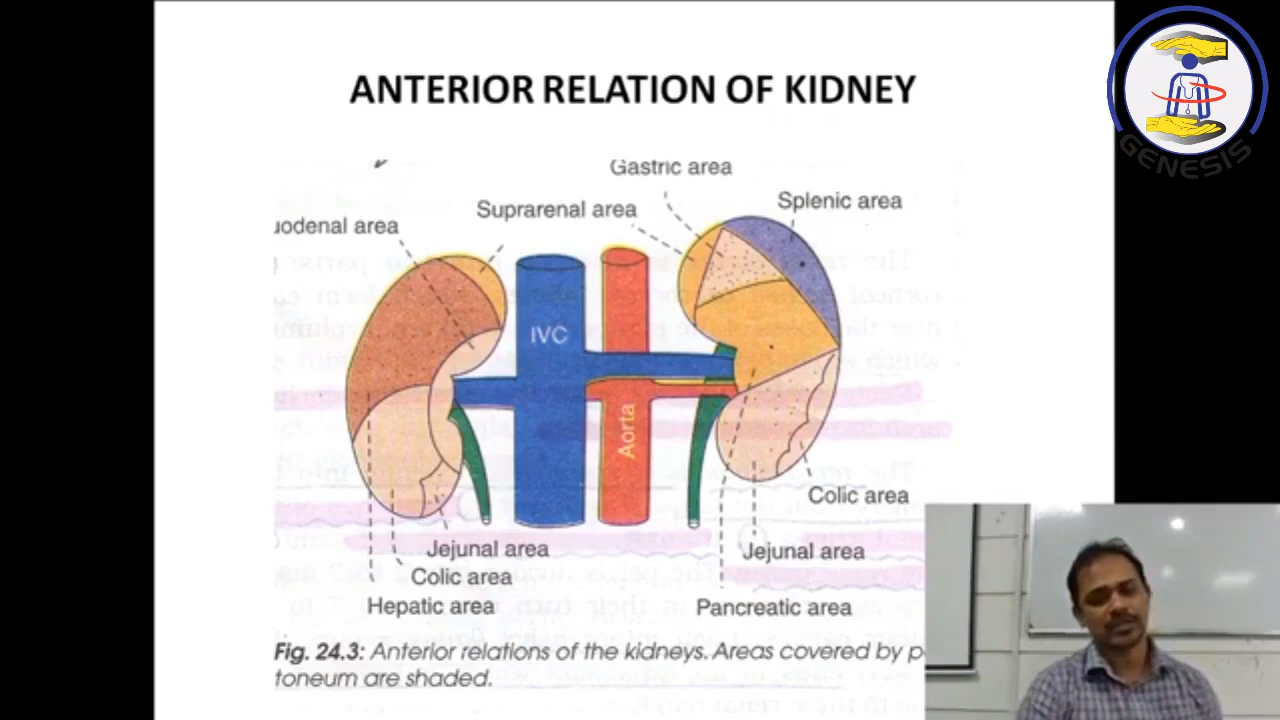 ANTERIOR RELATION OF KIDNEY
GENESIS
Gastric area
Splenic area
Suprarenal area
uodenal area
IVC
Aorta
Colic area
Jejunal area
Jejunal area
Colic area
Hepatic area
Pancreatic area
Fig. 24.3: Anterior relations of the kidneys. Areas covered by p
toneum are shaded.